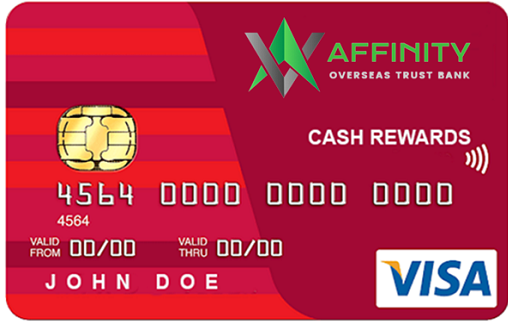 AFFINITY
OVERSEAS TRUST BANK
CASH REWARDS
4564 0000 0000 0000
4564
VALID FROM 00/00 VALID THRU 00/00
JOHN DOE
VISA